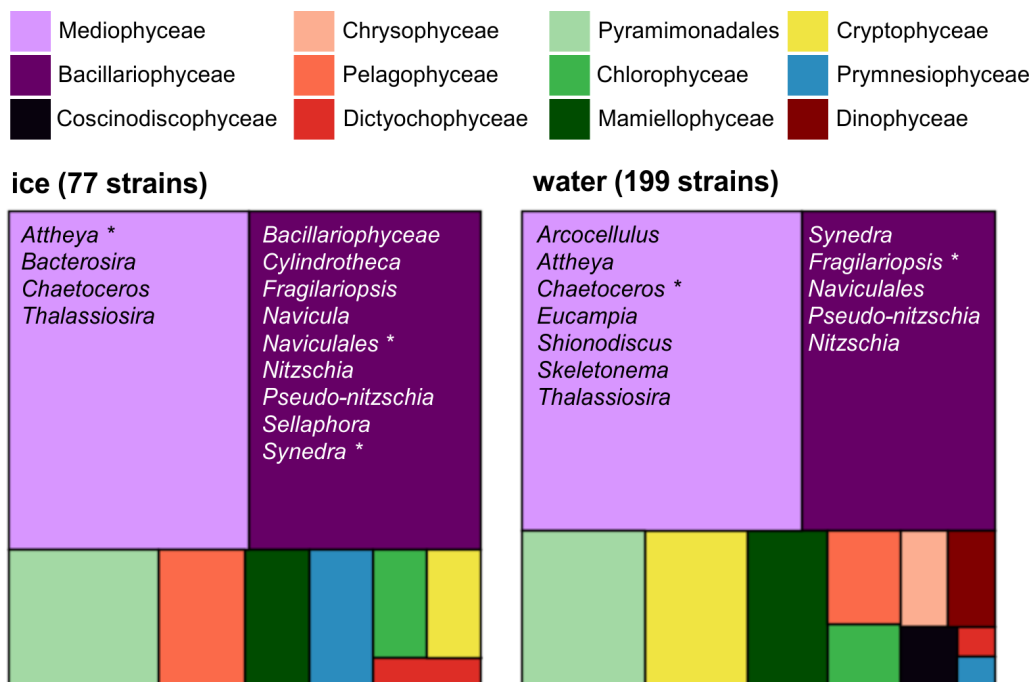 Mediophyceae
Chrysophyceae
Pyramimonadales
Cryptophyceae
Bacillariophyceae
Pelagophyceae
Chlorophyceae
Prymnesiophyceae
Coscinodiscophyceae
Dictyochophyceae
Mamiellophyceae
Dinophyceae
ice (77 strains)
Attheya *
Bacterosira
Chaetoceros
Thalassiosira
Bacillariophyceae
Cylindrotheca
Fragilariopsis
Navicula
Naviculales *
Nitzschia
Pseudo-nitzschia
Sellaphora
Synedra *
water (199 strains)
Arcocellulus
Attheya
Chaetoceros *
Eucampia
Shionodiscus
Skeletonema
Thalassiosira
Synedra
Fragilariopsis *
Naviculales
Pseudo-nitzschia
Nitzschia